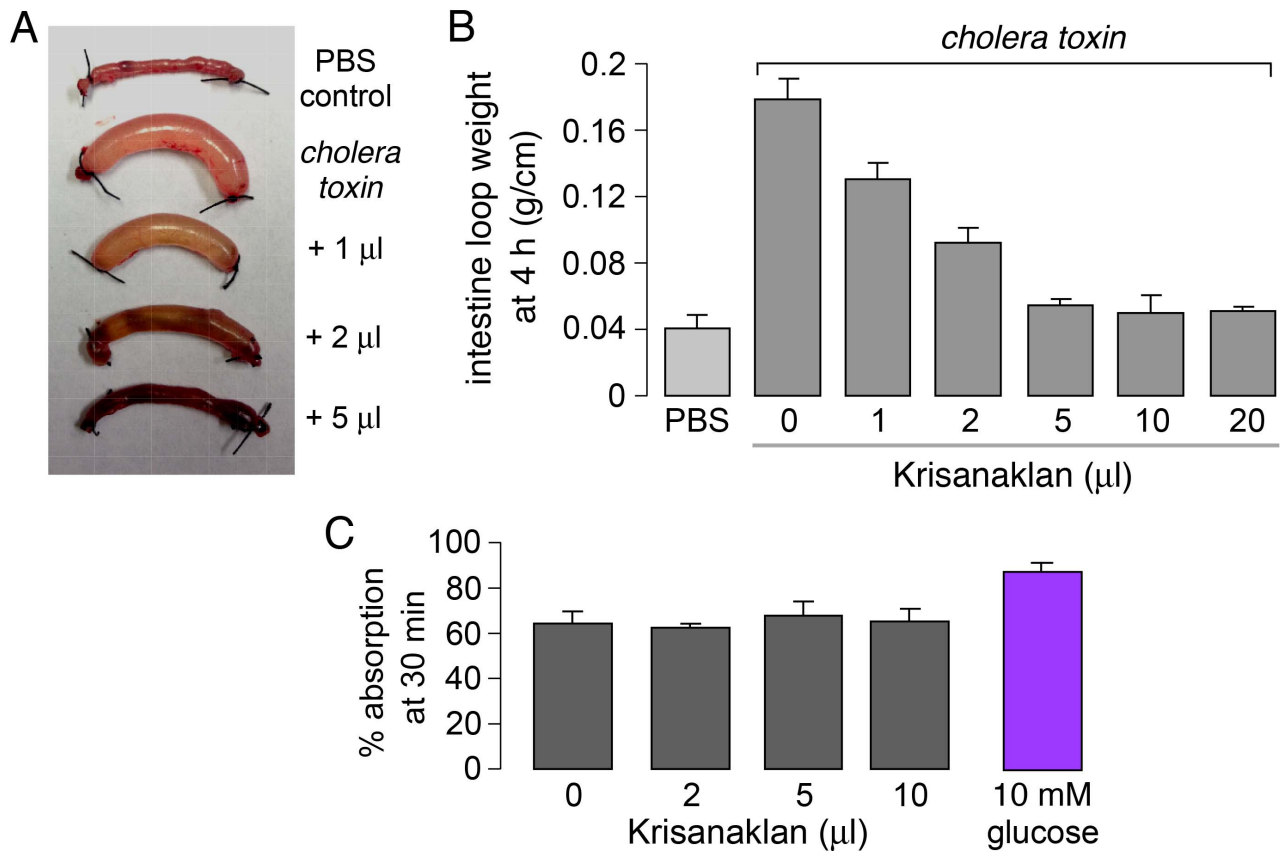 A
PBS
control
cholera
toxin
+ 1 μl
+ 2 μl
+ 5 μl
B
cholera toxin
intestine loop weight
at 4 h (g/cm)
0.2
0.16
0.12
0.08
0.04
0
PBS
0
1
2
5
10
20
Krisanaklan (μl)
C
% absorption
at 30 min
100
80
60
40
20
0
0
2
5
10
10 mM
glucose
Krisanaklan (μl)